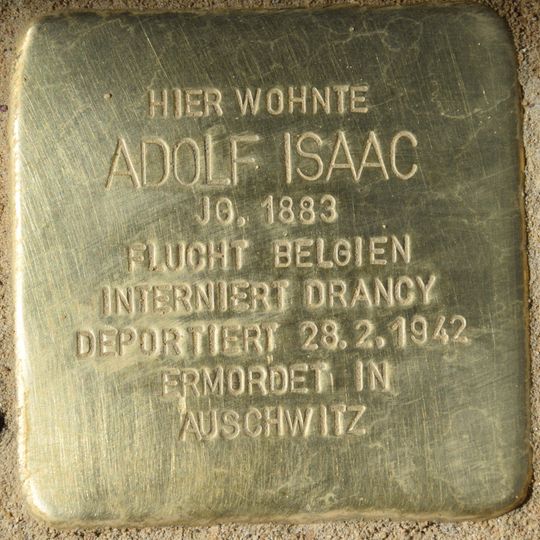 HIER WOHNTE
ADOLF ISAAC
JG. 1883
FLUCHT BELGIEN
INTERNIERT DRANCY
DEPORTIERT 28.2.1942
ERMORDET IN
AUSCHWITZ